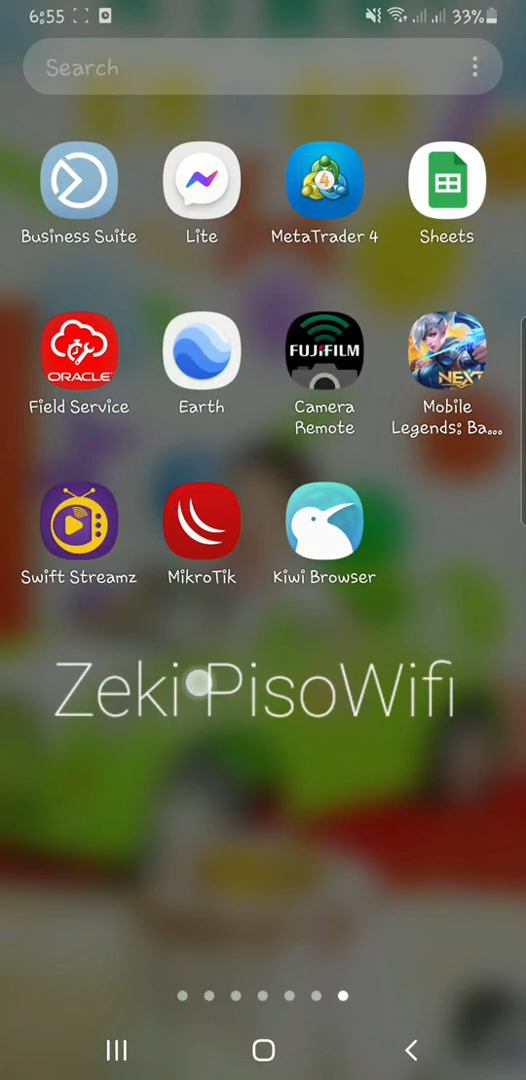 6:55
33%
Search
Business Suite
Lite
MetaTrader 4
Sheets
4
ORACLE
FUJIFILM
NEXT
Field Service
Earth
Camera
Remote
Mobile
Legends: Ba...
Swift Streamz
MikroTik
Kiwi Browser
Zeki PisoWifi